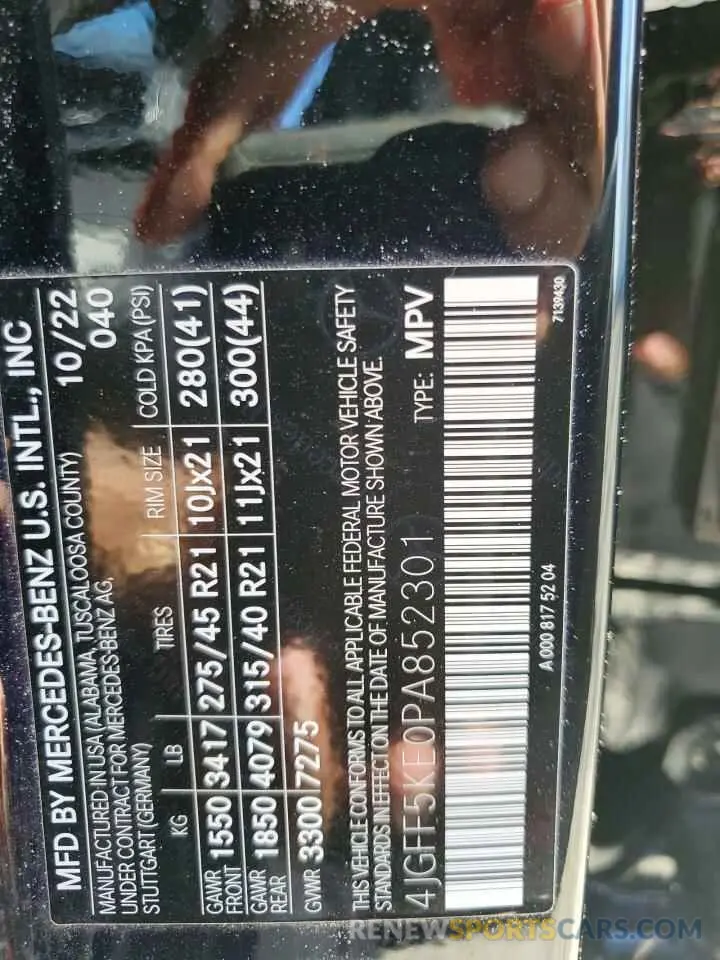 MFD BY MERCEDES-BENZ U.S. INTL., INC
MANUFACTURED IN USA (ALABAMA, TUSCALOOSA COUNTY) 10/22
UNDER CONTRACT FOR MERCEDES-BENZ AG, 040
STUTTGART (GERMANY)
KG LB TIRES RIM SIZE COLD KPA (PSI)
GAWR FRONT 1550 3417 275/45 R21 10Jx21 280(41)
GAWR REAR 1850 4079 315/40 R21 11Jx21 300(44)
GVWR 3300 7275
THIS VEHICLE CONFORMS TO ALL APPLICABLE FEDERAL MOTOR VEHICLE SAFETY
STANDARDS IN EFFECT ON THE DATE OF MANUFACTURE SHOWN ABOVE.
4JGFF5KE0PA852301 TYPE: MPV
A 000 817 52 04
7139430
RENEWSPORTSCARS.COM